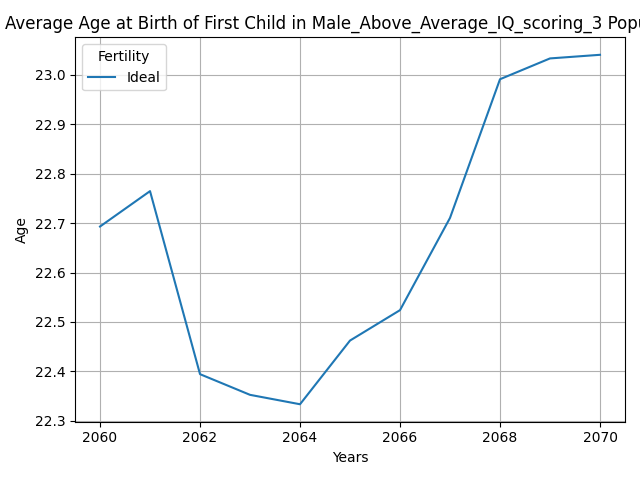 Average Age at Birth of First Child in Male_Above_Average_IQ_scoring_3 Popu
Fertility
Ideal
23.0
22.9
22.8
22.7
22.6
22.5
22.4
22.3
Age
2060 2062 2064 2066 2068 2070
Years